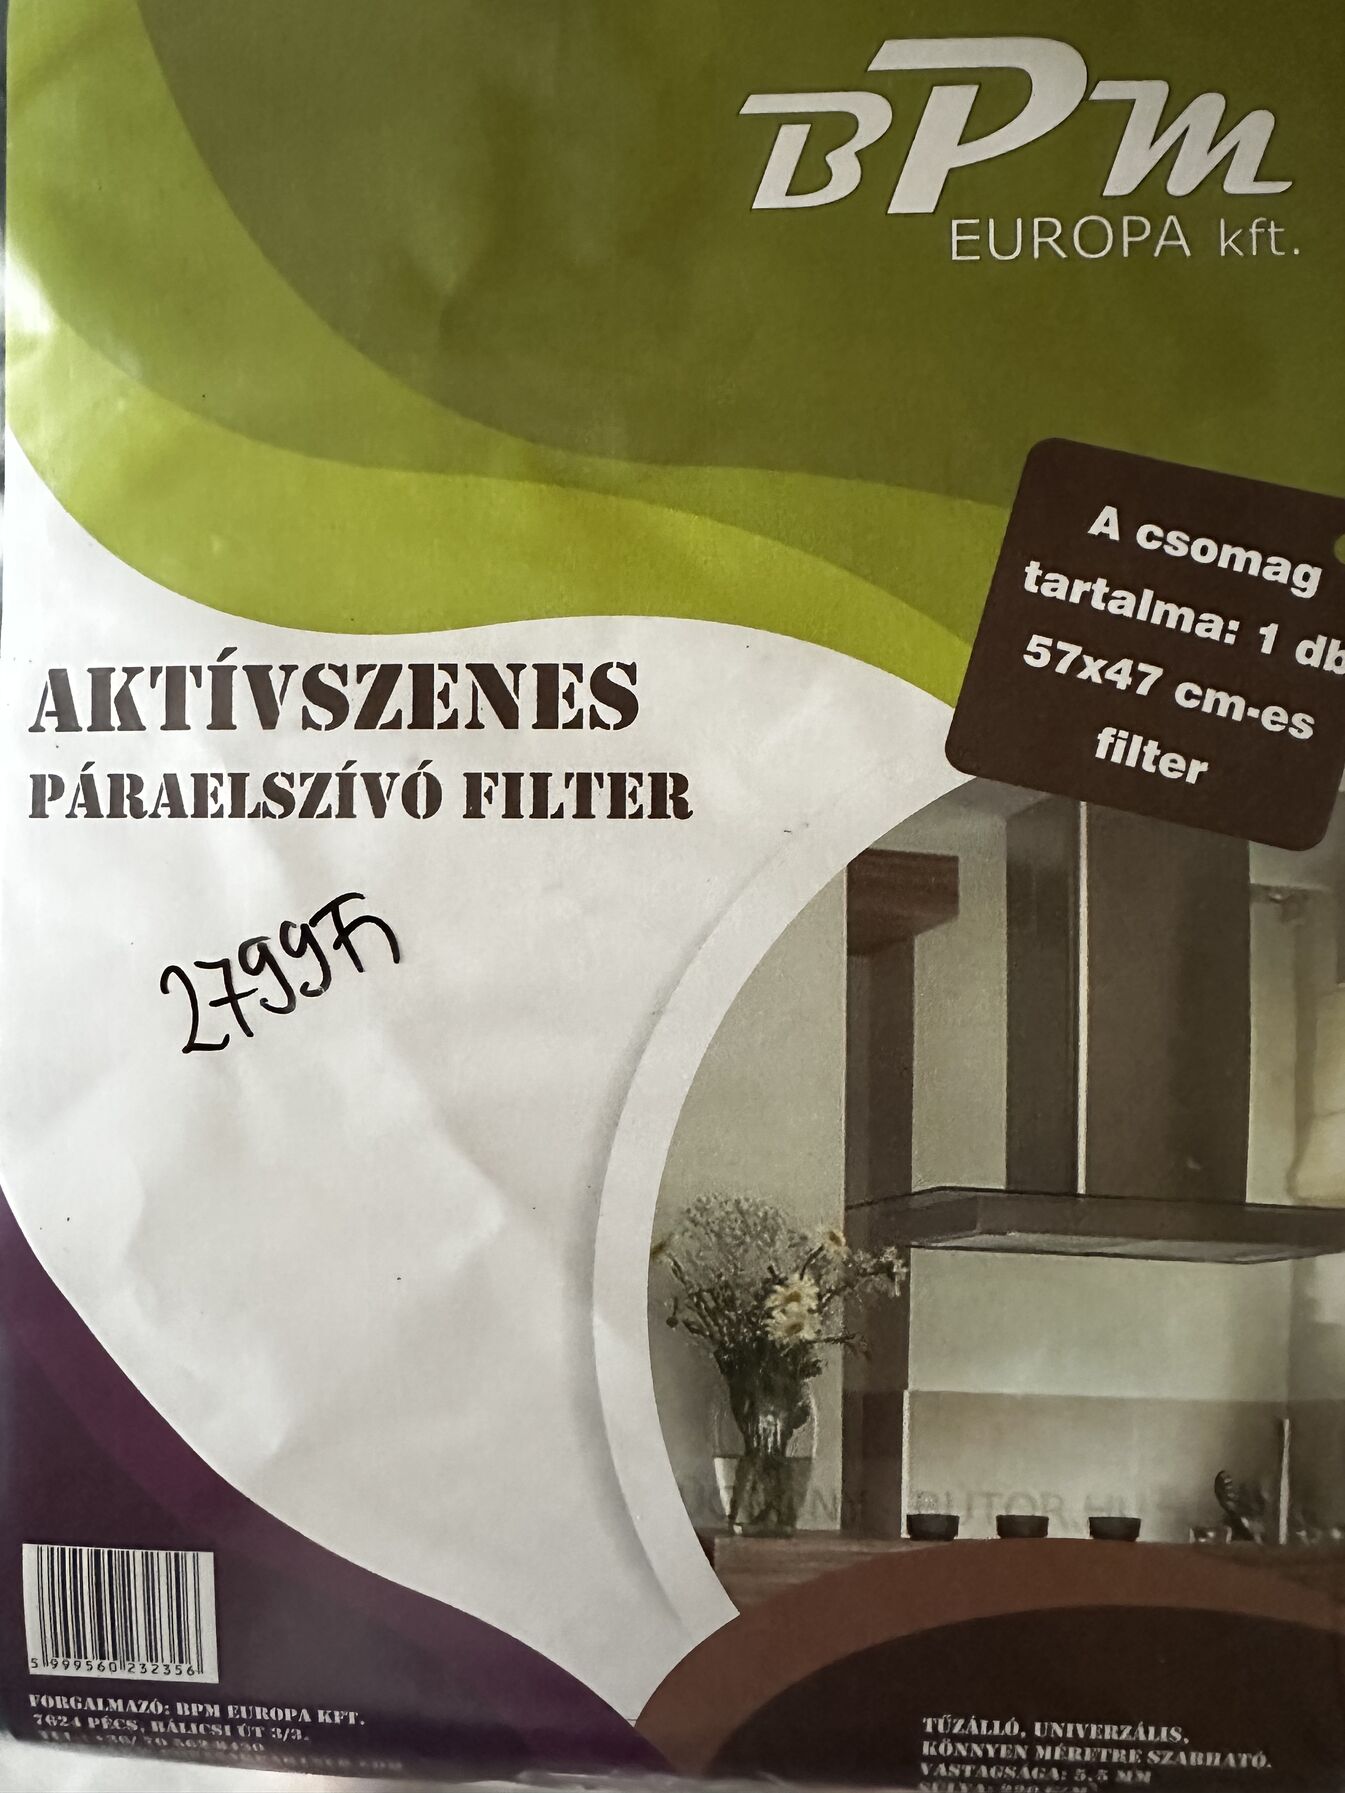 BPm
EUROPA kft.
A csomag
tartalma: 1 db
57x47 cm-es
filter
AKTÍVSZENES
PÁRAELSZÍVÓ FILTER
2799Ft
5 999560 232356
FORGALMAZÓ: BPM EUROPA KFT.
7624 PÉCS, BÁLICSI ÚT 3/3.
TŰZÁLLÓ, UNIVERZÁLIS,
KÖNNYEN MÉRETRE SZABHATÓ.
VASTAGSÁGA: 5,5 MM